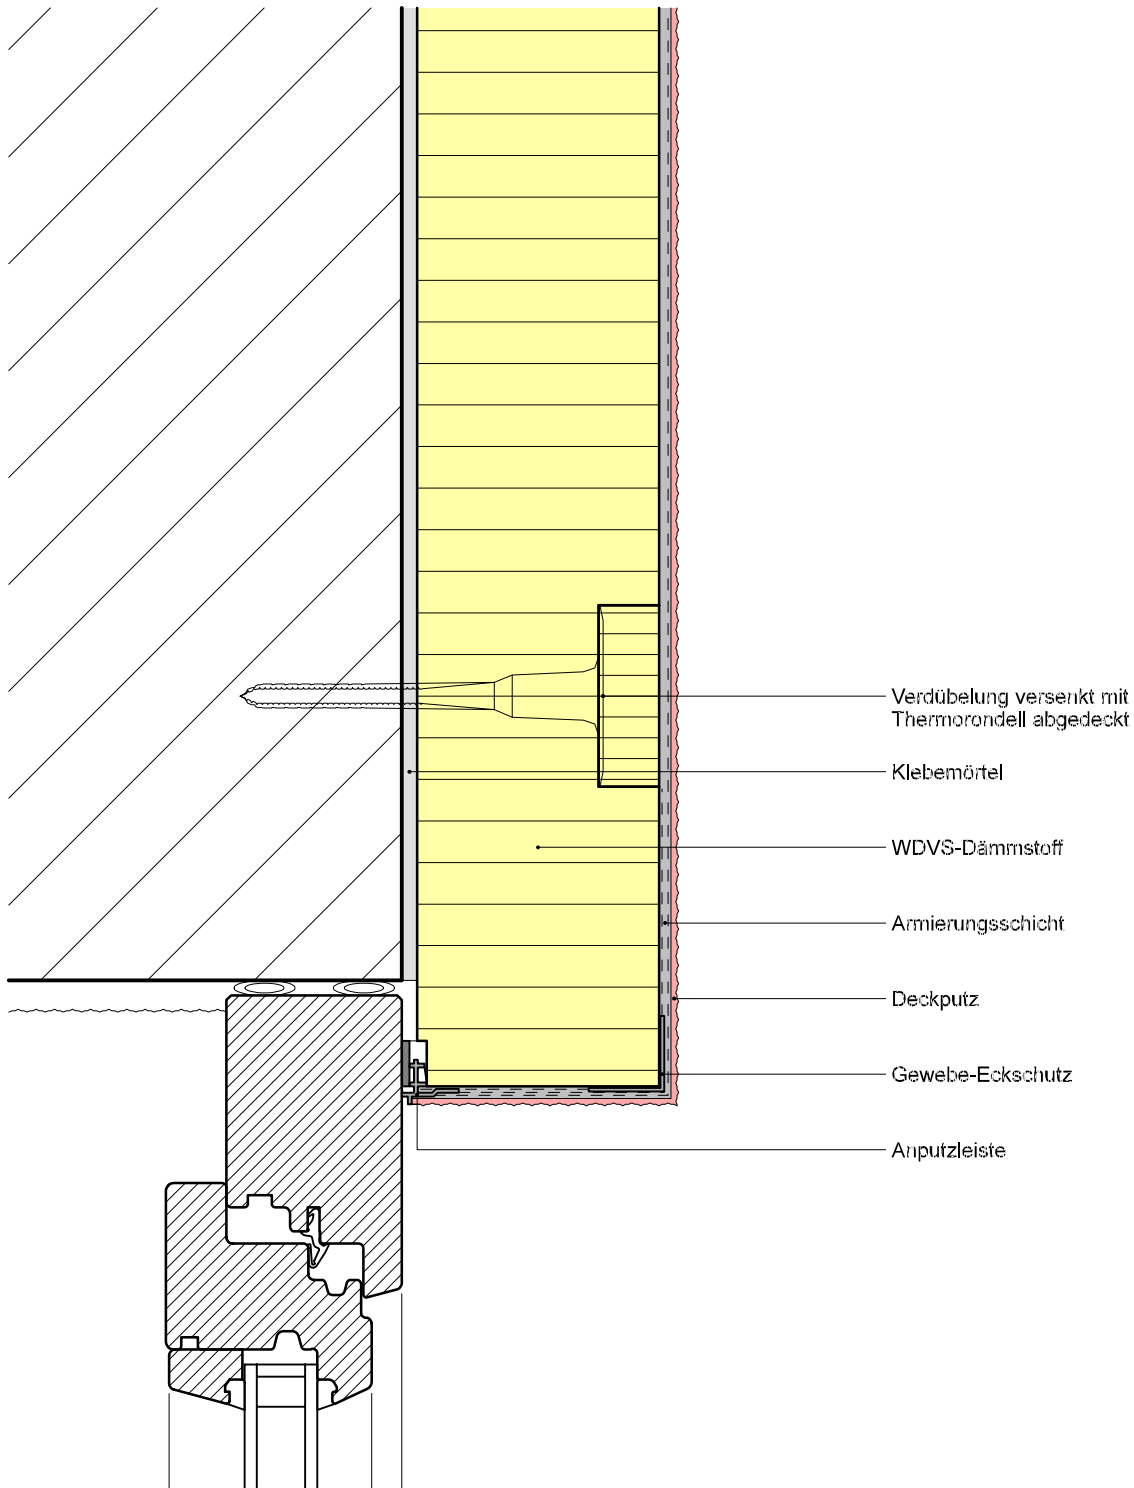 Verdübelung versenkt mit
Thermorondell abgedeckt
Klebemörtel
WDVS-Dämmstoff
Armierungsschicht
Deckputz
Gewebe-Eckschutz
Anputzleiste